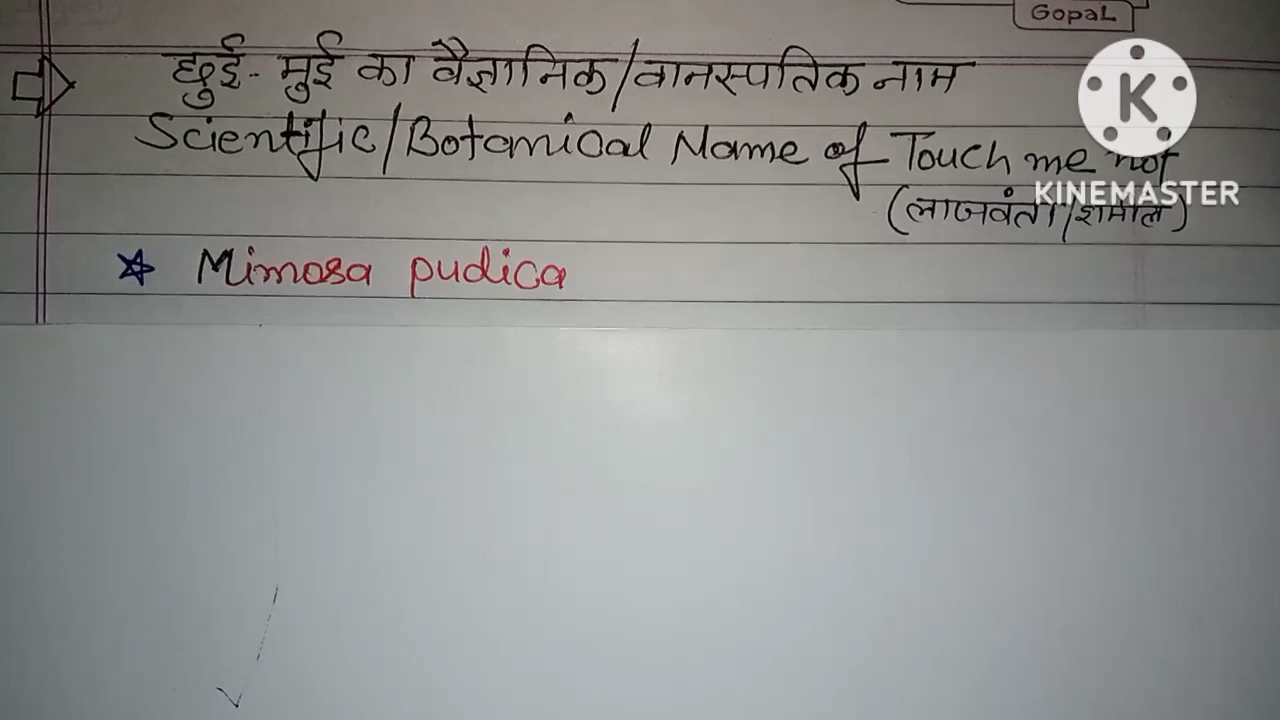 GopaL
छुई-मुई का वैज्ञानिक/वानस्पतिक नाम
Scientific/Botanical Name of Touch me not
(लाजवंती/शर्मीली)
K
KINEMASTER
Mimosa pudica